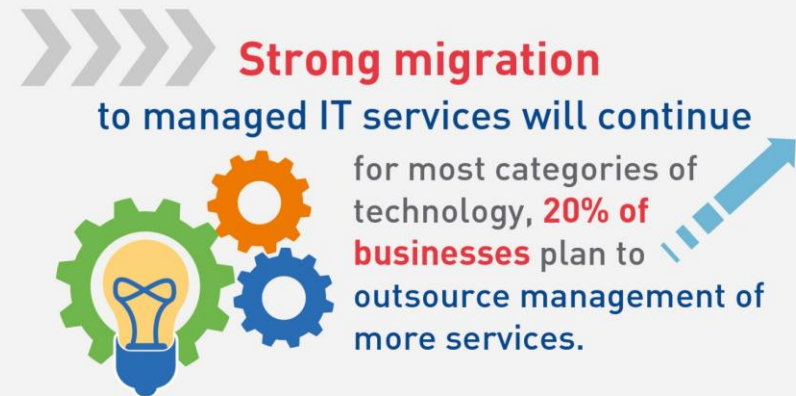 Strong migration
to managed IT services will continue
for most categories of
technology, 20% of
businesses plan to
outsource management of
more services.